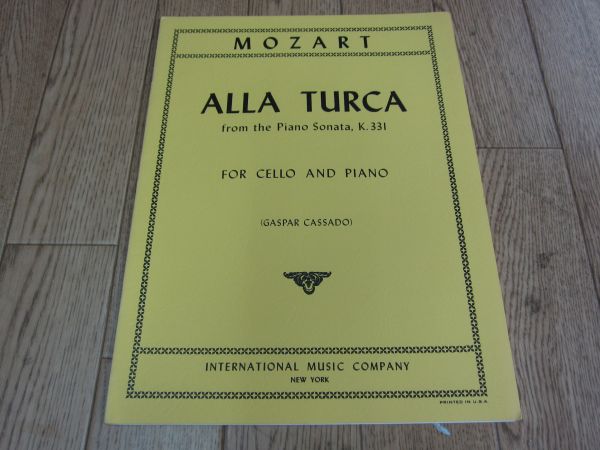 MOZART
ALLA TURCA
from the Piano Sonata, K. 331
FOR CELLO AND PIANO
(GASPAR CASSADO)
INTERNATIONAL MUSIC COMPANY
NEW YORK
PRINTED IN U.S.A.